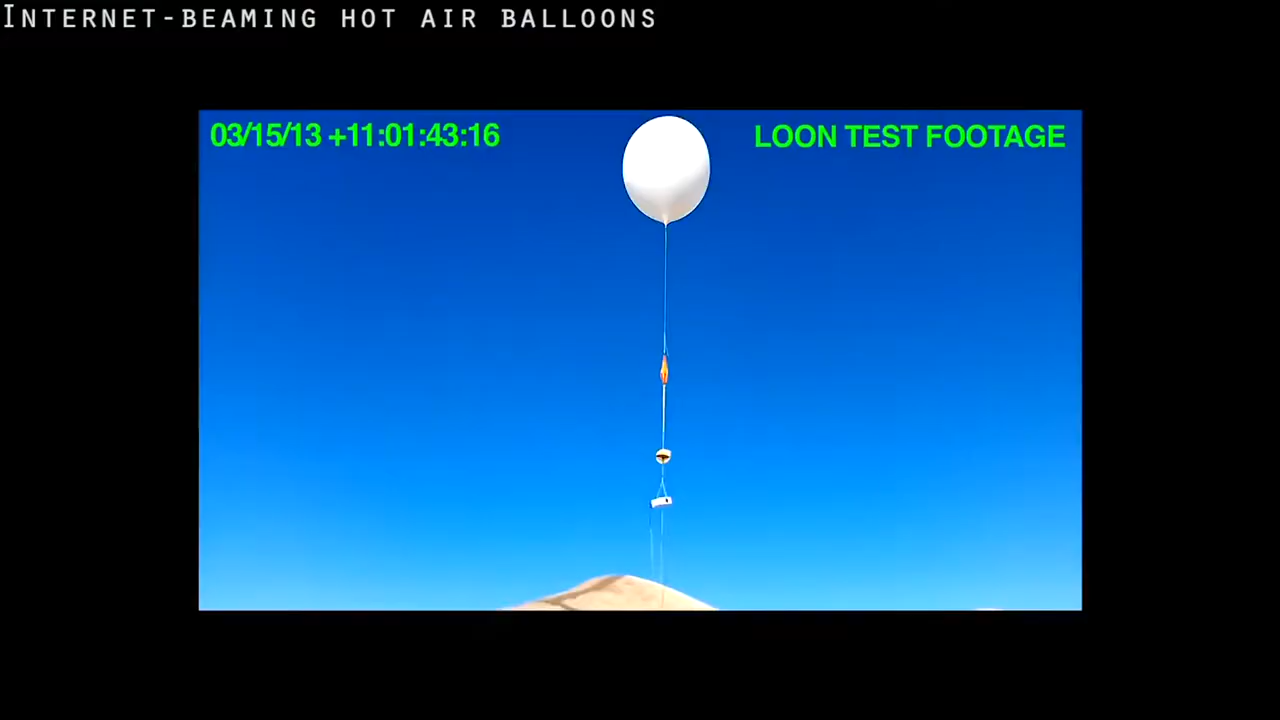 Internet-beaming hot air balloons
03/15/13 +11:01:43:16
LOON TEST FOOTAGE